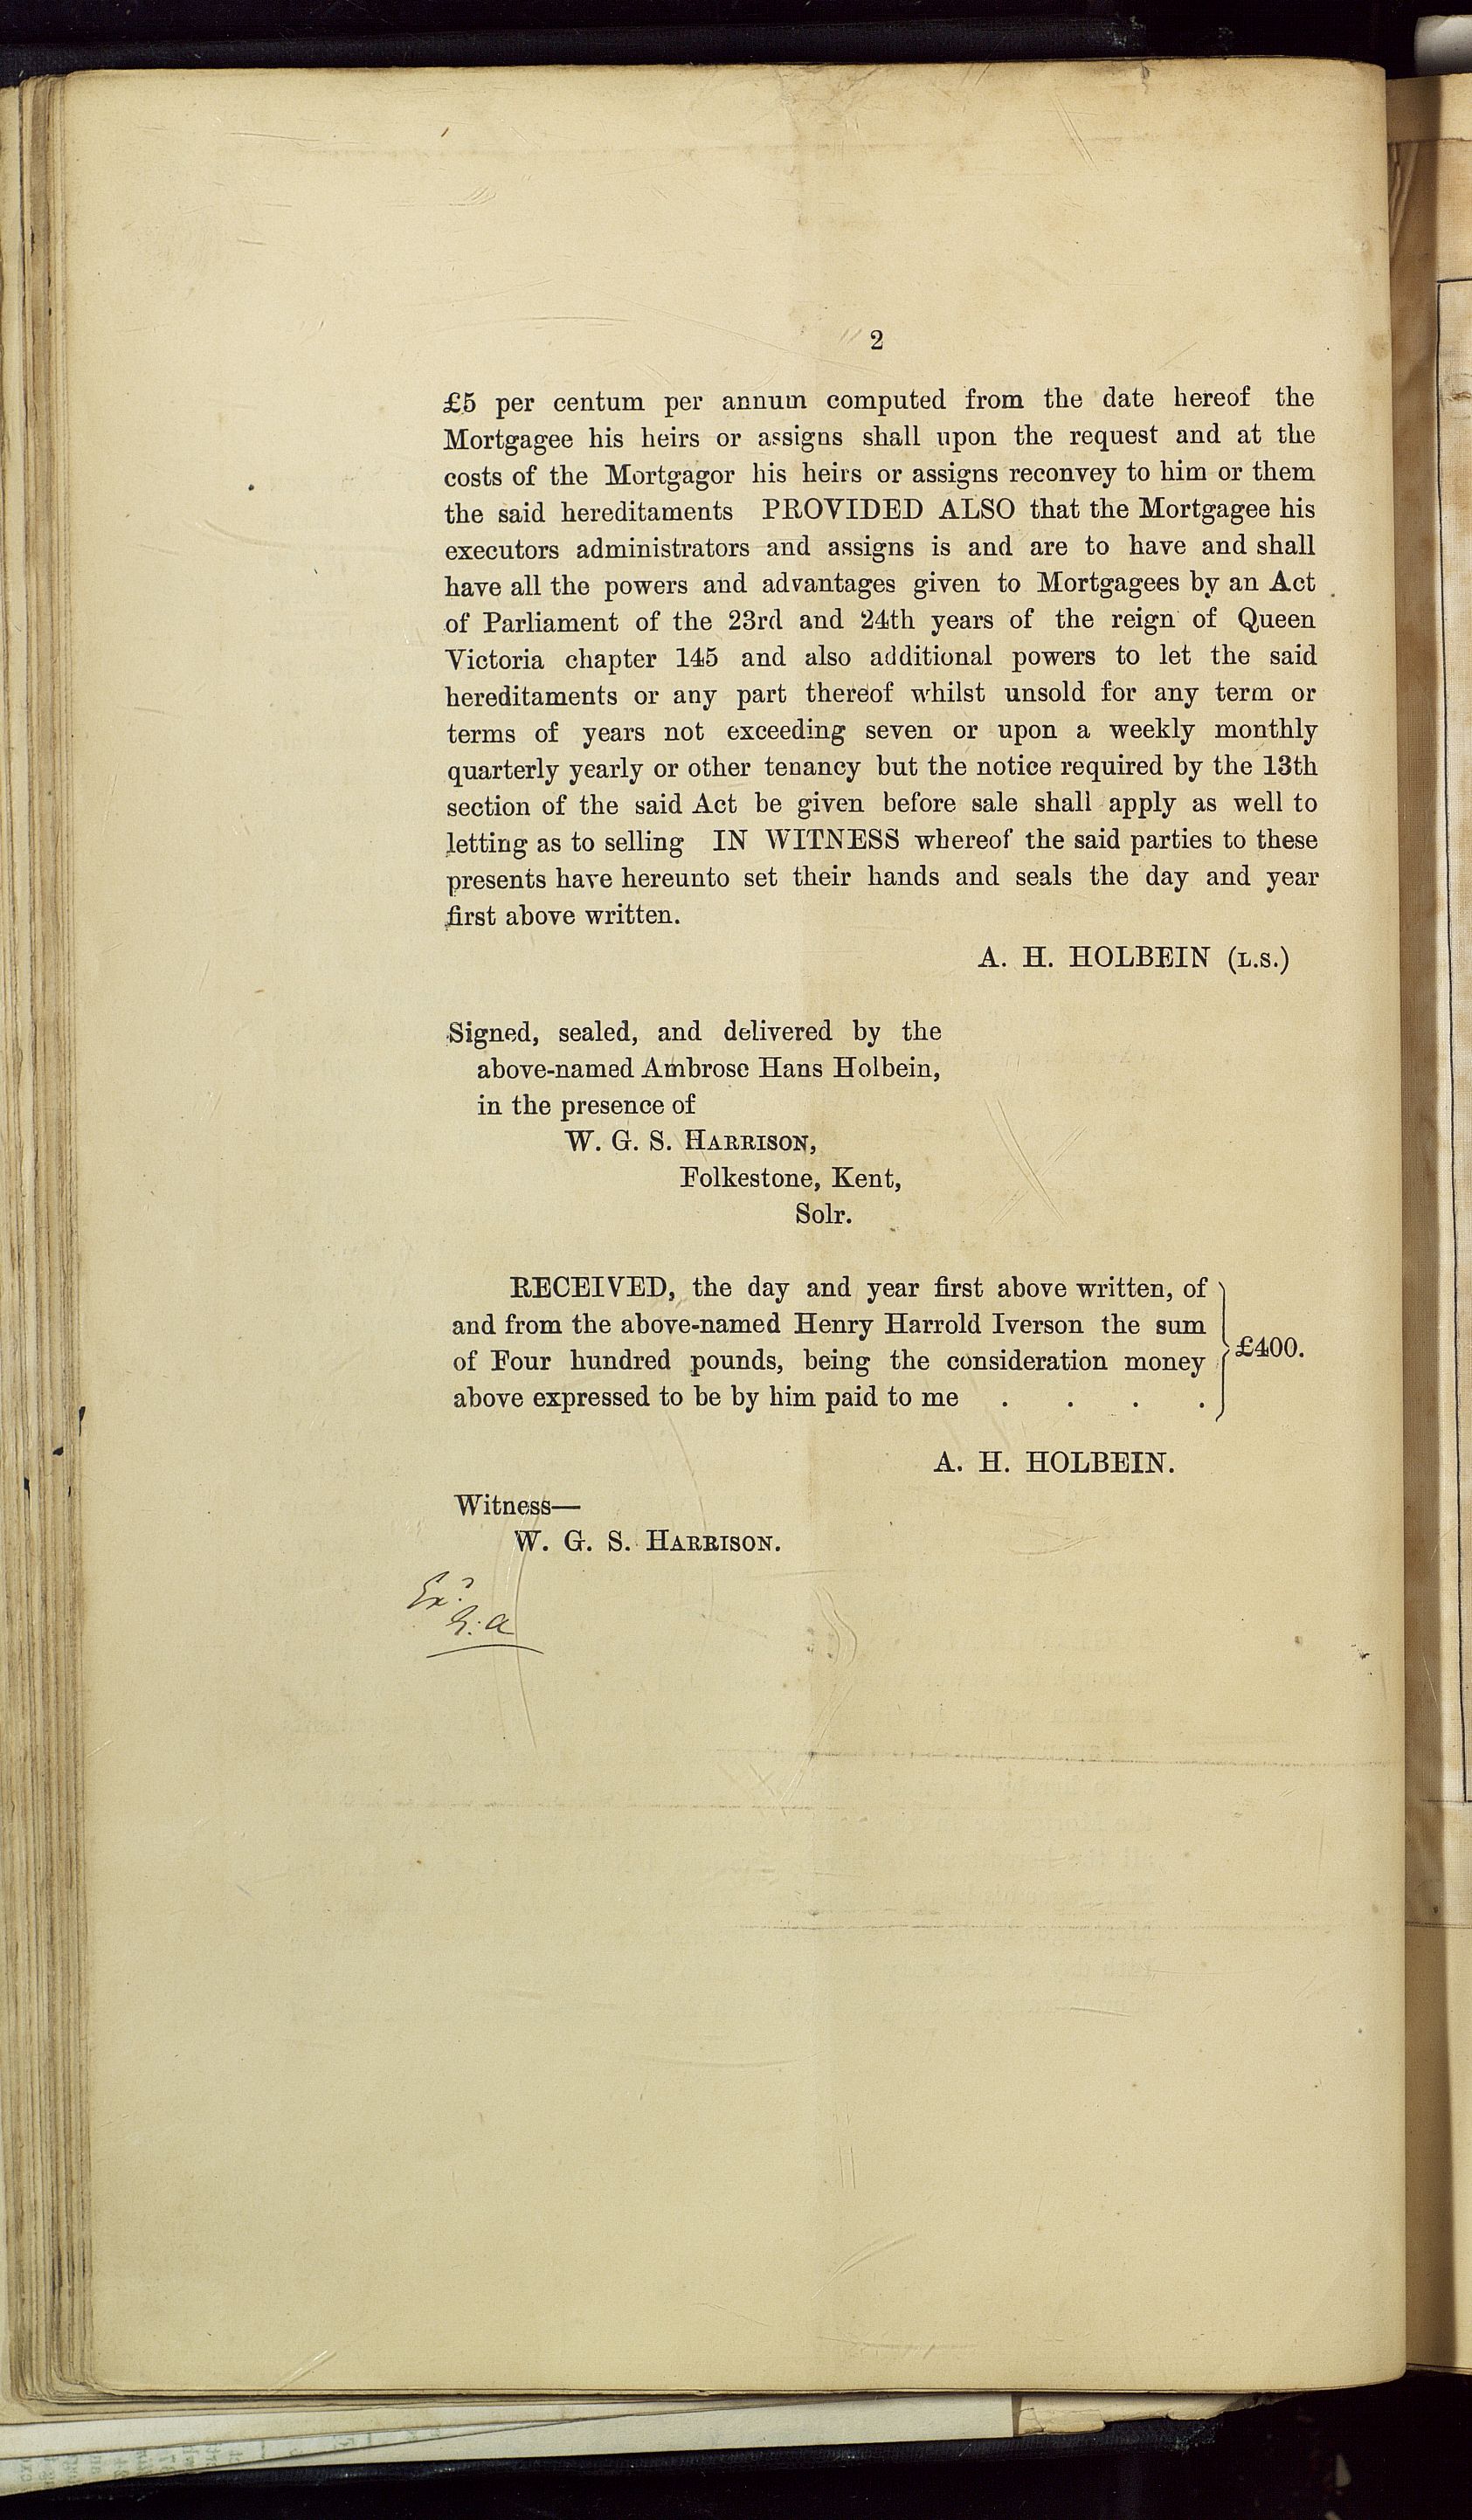 2
£5 per centum per annum computed from the date hereof the
Mortgagee his heirs or assigns shall upon the request and at the
costs of the Mortgagor his heirs or assigns reconvey to him or them
the said hereditaments PROVIDED ALSO that the Mortgagee his
executors administrators and assigns is and are to have and shall
have all the powers and advantages given to Mortgagees by an Act
of Parliament of the 23rd and 24th years of the reign of Queen
Victoria chapter 145 and also additional powers to let the said
hereditaments or any part thereof whilst unsold for any term or
terms of years not exceeding seven or upon a weekly monthly
quarterly yearly or other tenancy but the notice required by the 13th
section of the said Act be given before sale shall apply as well to
letting as to selling IN WITNESS whereof the said parties to these
presents have hereunto set their hands and seals the day and year
first above written.
A. H. HOLBEIN (L.S.)
Signed, sealed, and delivered by the
above-named Ambrose Hans Holbein,
in the presence of
W. G. S. HARRISON,
Folkestone, Kent,
Solr.
RECEIVED, the day and year first above written, of
and from the above-named Henry Harrold Iverson the sum
of Four hundred pounds, being the consideration money
above expressed to be by him paid to me . . . .
£400.
A. H. HOLBEIN.
Witness—
W. G. S. HARRISON.